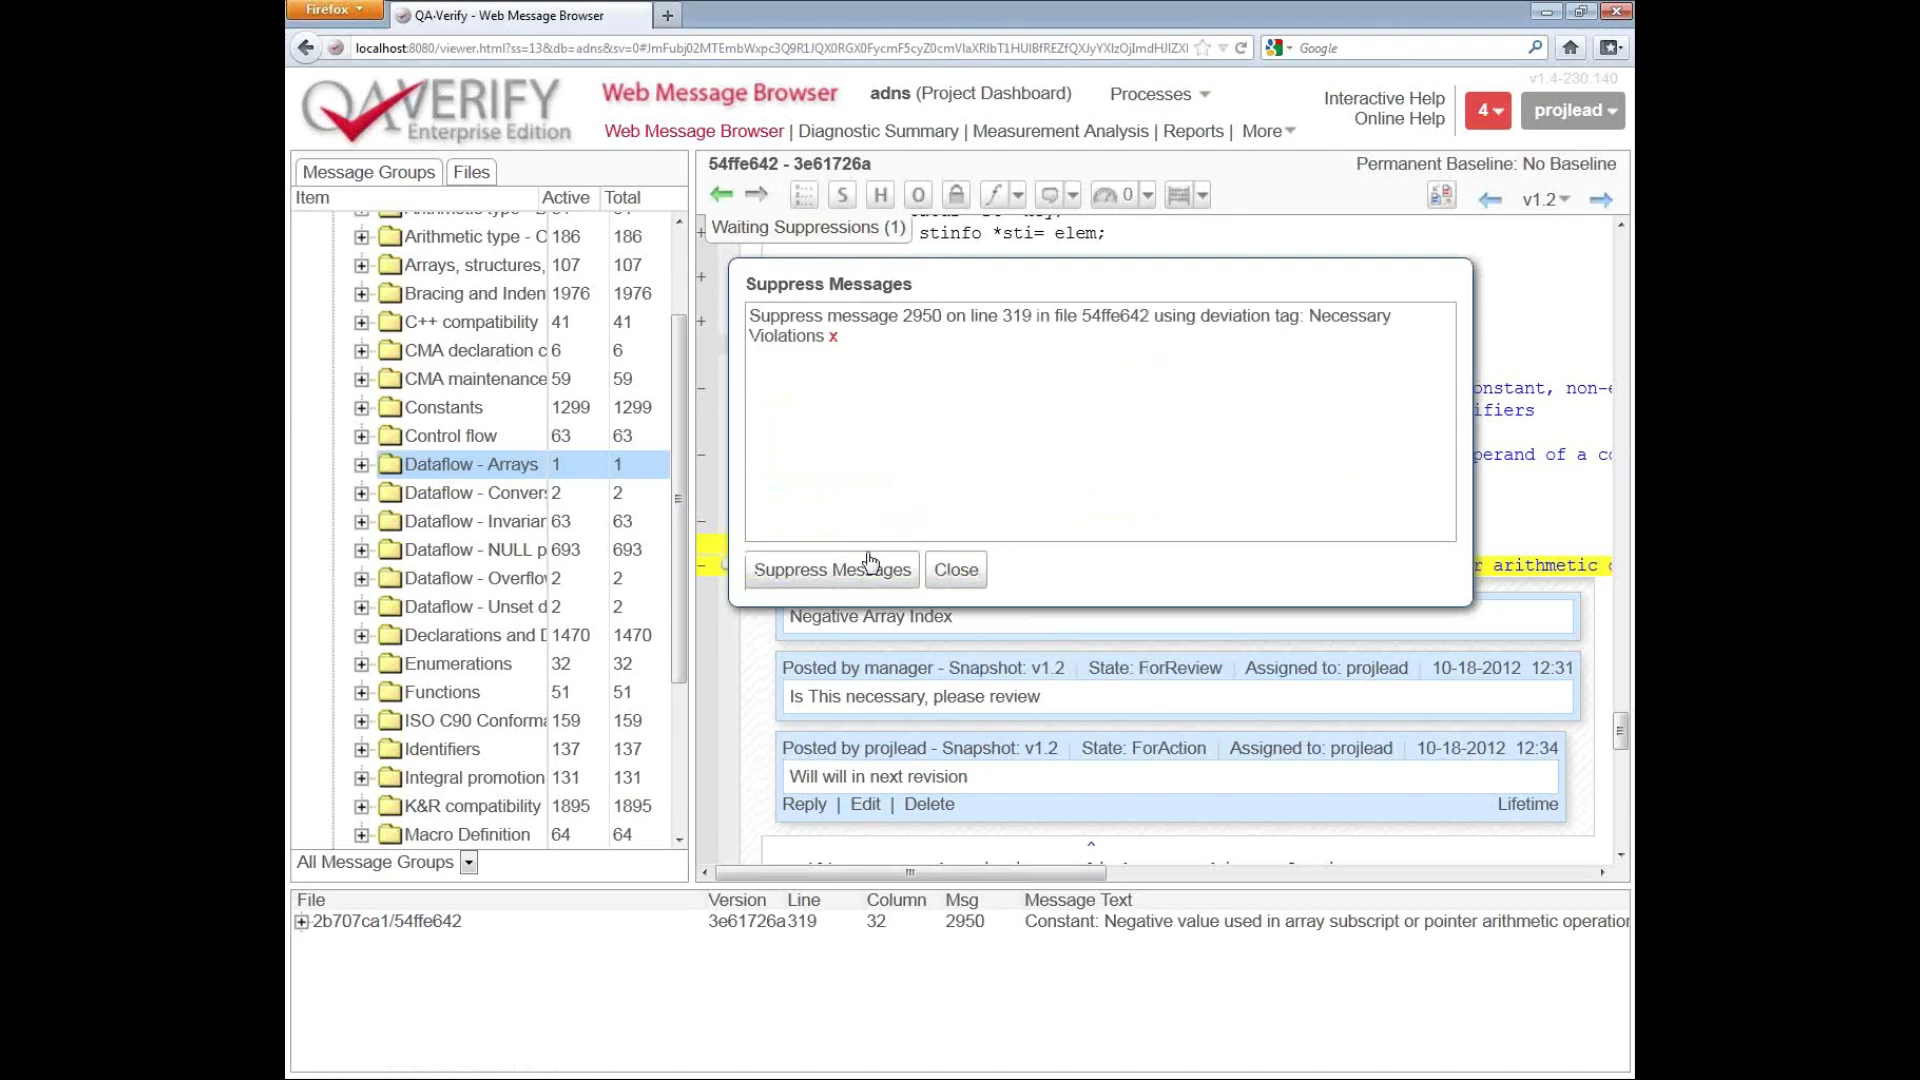 Firefox
QA-Verify - Web Message Browser
localhost:8080/viewer.html?ss=13&db=adns&sv=0#
Google
QAVERIFY
Enterprise Edition
Web Message Browser
adns (Project Dashboard)
Processes
Web Message Browser | Diagnostic Summary | Measurement Analysis | Reports | More
v1.4-230.140
Interactive Help
Online Help
4
projlead
Message Groups
Files
Item Active Total
Arithmetic type - C 186 186
Arrays, structures, 107 107
Bracing and Inden 1976 1976
C++ compatibility 41 41
CMA declaration c 6 6
CMA maintenance 59 59
Constants 1299 1299
Control flow 63 63
Dataflow - Arrays 1 1
Dataflow - Conver 2 2
Dataflow - Invarian 63 63
Dataflow - NULL p 693 693
Dataflow - Overflo 2 2
Dataflow - Unset d 2 2
Declarations and D 1470 1470
Enumerations 32 32
Functions 51 51
ISO C90 Conforma 159 159
Identifiers 137 137
Integral promotion 131 131
K&R compatibility 1895 1895
Macro Definition 64 64
All Message Groups
54ffe642 - 3e61726a
Permanent Baseline: No Baseline
S H O f 0
v1.2
Waiting Suppressions (1)
stinfo *sti= elem;
Suppress Messages
Suppress message 2950 on line 319 in file 54ffe642 using deviation tag: Necessary
Violations x
onstant, non-e
ifiers
perand of a co
r arithmetic o
Suppress Messages
Close
Negative Array Index
Posted by manager - Snapshot: v1.2 | State: ForReview | Assigned to: projlead | 10-18-2012 12:31
Is This necessary, please review
Posted by projlead - Snapshot: v1.2 | State: ForAction | Assigned to: projlead | 10-18-2012 12:34
Will will in next revision
Reply | Edit | Delete
Lifetime
File Version Line Column Msg Message Text
2b707ca1/54ffe642 3e61726a 319 32 2950 Constant: Negative value used in array subscript or pointer arithmetic operation